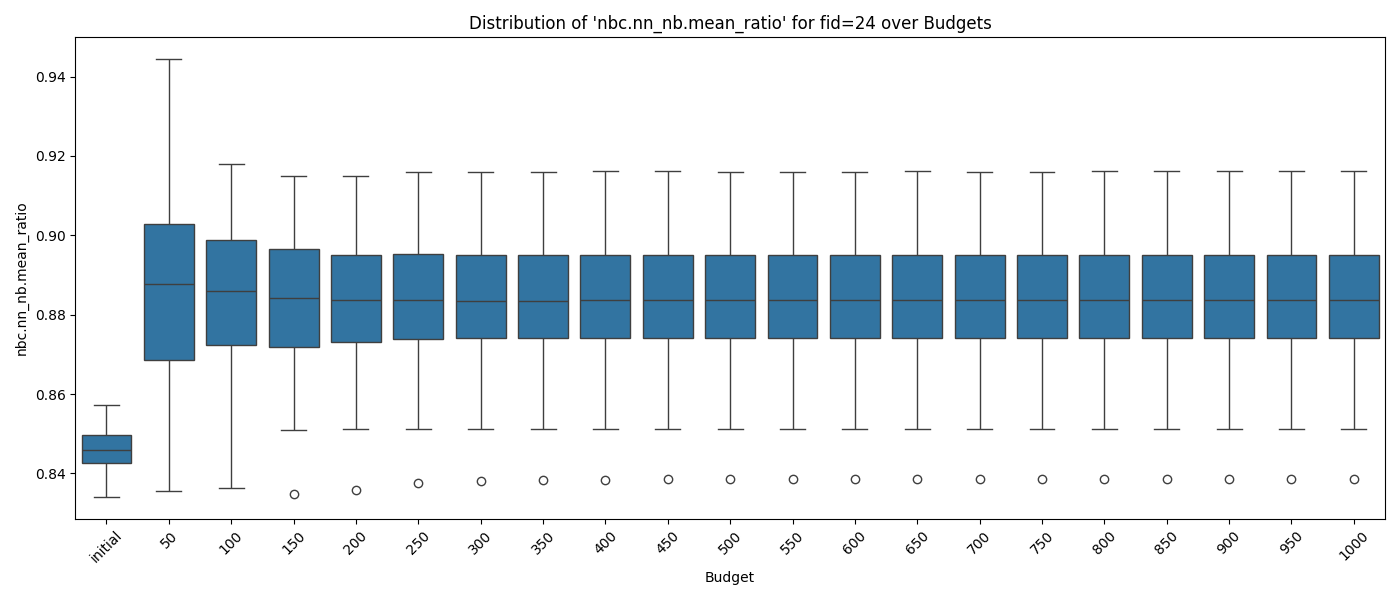 Distribution of 'nbc.nn_nb.mean_ratio' for fid=24 over Budgets
nbc.nn_nb.mean_ratio
0.94
0.92
0.90
0.88
0.86
0.84
initial 50 100 150 200 250 300 350 400 450 500 550 600 650 700 750 800 850 900 950 1000
Budget